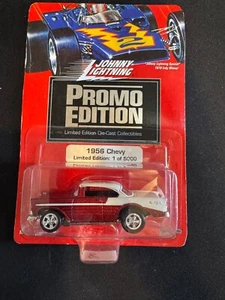 JOHNNY
LIGHTNING
PROMO
EDITION
Limited Edition Die-Cast Collectibles
1956 Chevy
Limited Edition: 1 of 5000